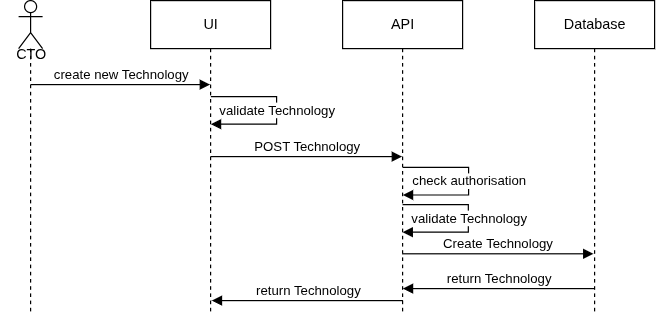 UI
API
Database
CTO
create new Technology
validate Technology
POST Technology
check authorisation
validate Technology
Create Technology
return Technology
return Technology